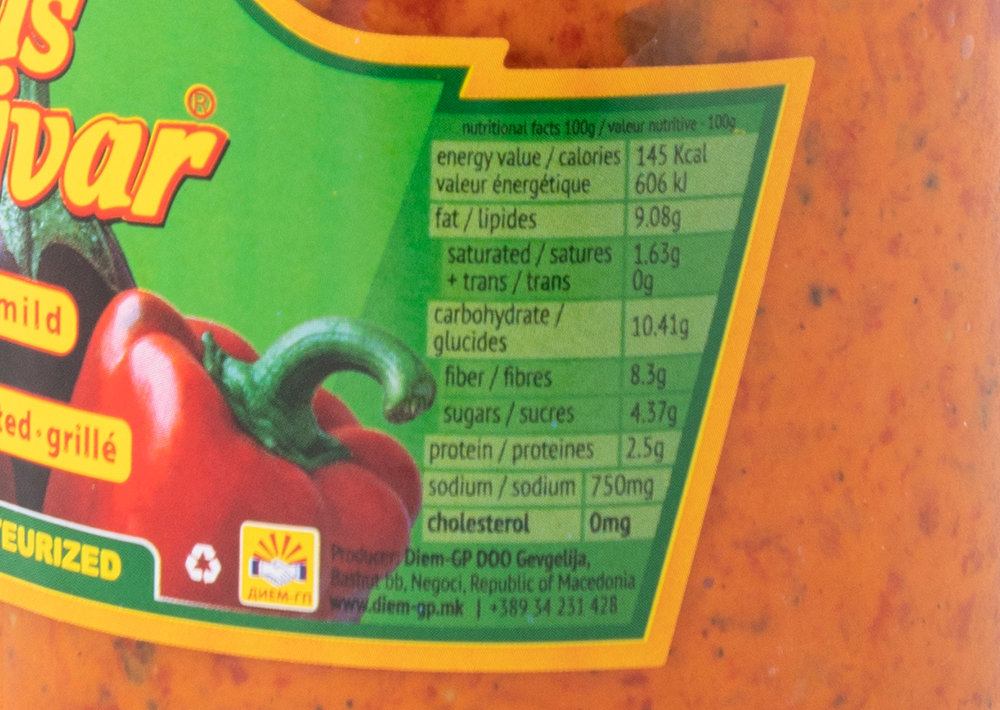 ivar®
mild
ted·grillé
EURIZED
ДИЕМ-ГП
nutritional facts 100g / valeur nutritive - 100g
energy value / calories 145 Kcal
valeur énergétique 606 kJ
fat / lipides 9.08g
saturated / satures 1.63g
+ trans / trans 0g
carbohydrate /
glucides 10.41g
fiber / fibres 8.3g
sugars / sucres 4.37g
protein / proteines 2.5g
sodium / sodium 750mg
cholesterol 0mg
Producer: Diem-GP DOO Gevgelija,
bb, Negoci, Republic of Macedonia
www.diem-gp.mk | +389 34 231 428